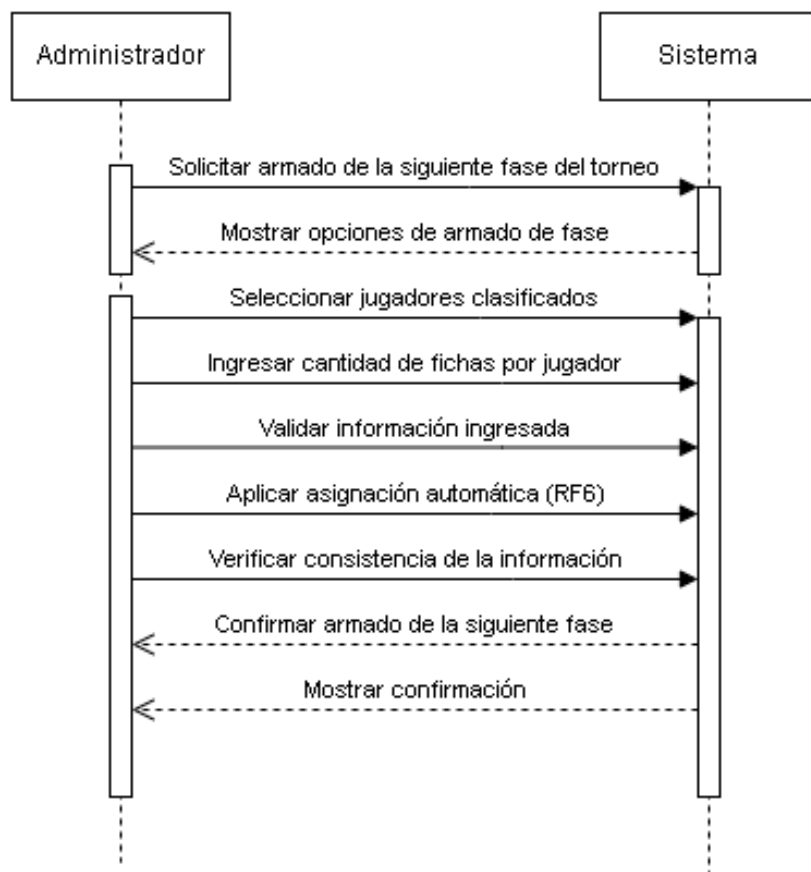 Administrador
Sistema
Solicitar armado de la siguiente fase del torneo
Mostrar opciones de armado de fase
Seleccionar jugadores clasificados
Ingresar cantidad de fichas por jugador
Validar información ingresada
Aplicar asignación automática (RF6)
Verificar consistencia de la información
Confirmar armado de la siguiente fase
Mostrar confirmación